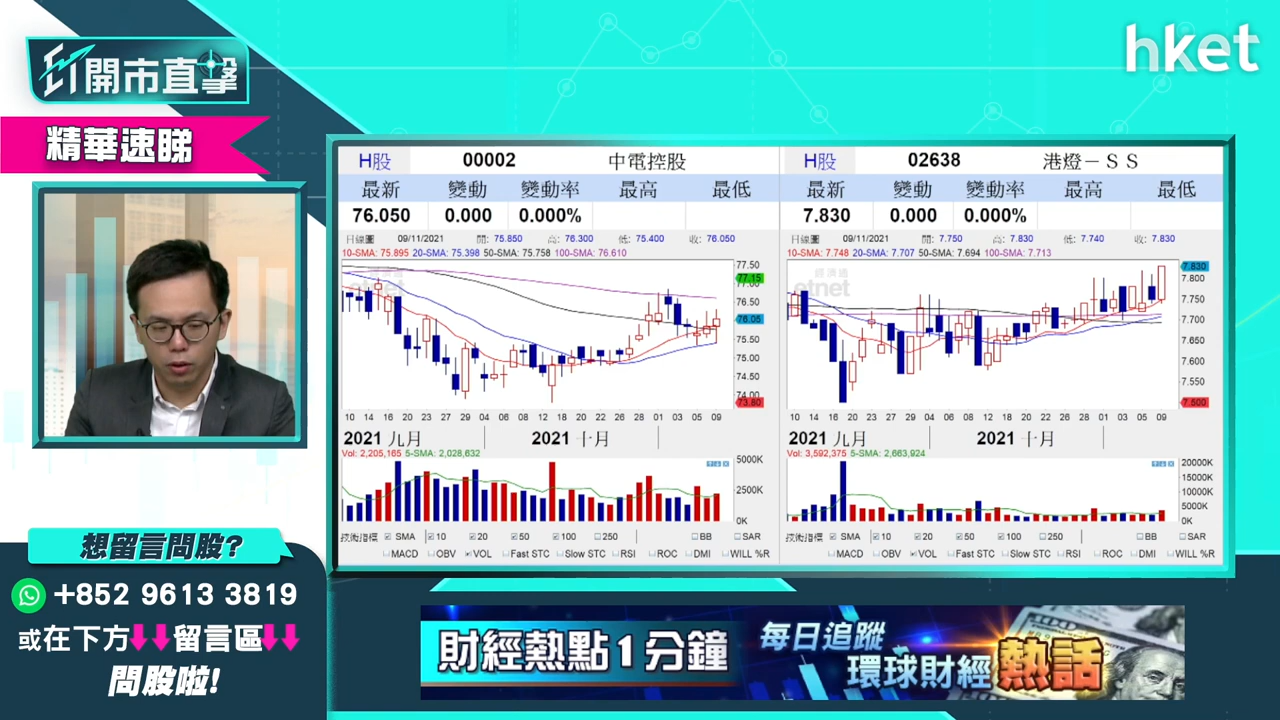 hket
ET開市直擊
精華速睇
H股 00002 中電控股
最新 變動 變動率 最高 最低
76.050 0.000 0.000%
日線圖 09/11/2021 開: 75.850 高: 76.300 低: 75.400 收: 76.050
10-SMA: 75.895 20-SMA: 75.398 50-SMA: 75.758 100-SMA: 76.610
經濟通
etnet
77.50
77.15
77.00
76.50
76.05
75.50
75.00
74.50
74.00
73.80
10 14 16 20 23 27 29 04 06 08 12 18 20 22 26 28 01 03 05 09
2021 九月 2021 十月
Vol: 2,205,165 5-SMA: 2,028,632
5000K
2500K
0K
技術指標 SMA 10 20 50 100 250 BB SAR
MACD OBV VOL Fast STC Slow STC RSI ROC DMI WILL %R
H股 02638 港燈－ＳＳ
最新 變動 變動率 最高 最低
7.830 0.000 0.000%
日線圖 09/11/2021 開: 7.750 高: 7.830 低: 7.740 收: 7.830
10-SMA: 7.748 20-SMA: 7.707 50-SMA: 7.694 100-SMA: 7.713
經濟通
etnet
7.830
7.800
7.750
7.700
7.650
7.600
7.550
7.500
10 14 16 20 23 27 29 04 06 08 12 18 20 22 26 28 01 03 05 09
2021 九月 2021 十月
Vol: 3,592,375 5-SMA: 2,663,924
20000K
15000K
10000K
5000K
0K
技術指標 SMA 10 20 50 100 250 BB SAR
MACD OBV VOL Fast STC Slow STC RSI ROC DMI WILL %R
想留言問股?
+852 9613 3819
或在下方留言區
問股啦!
財經熱點1分鐘
每日追蹤
環球財經熱話